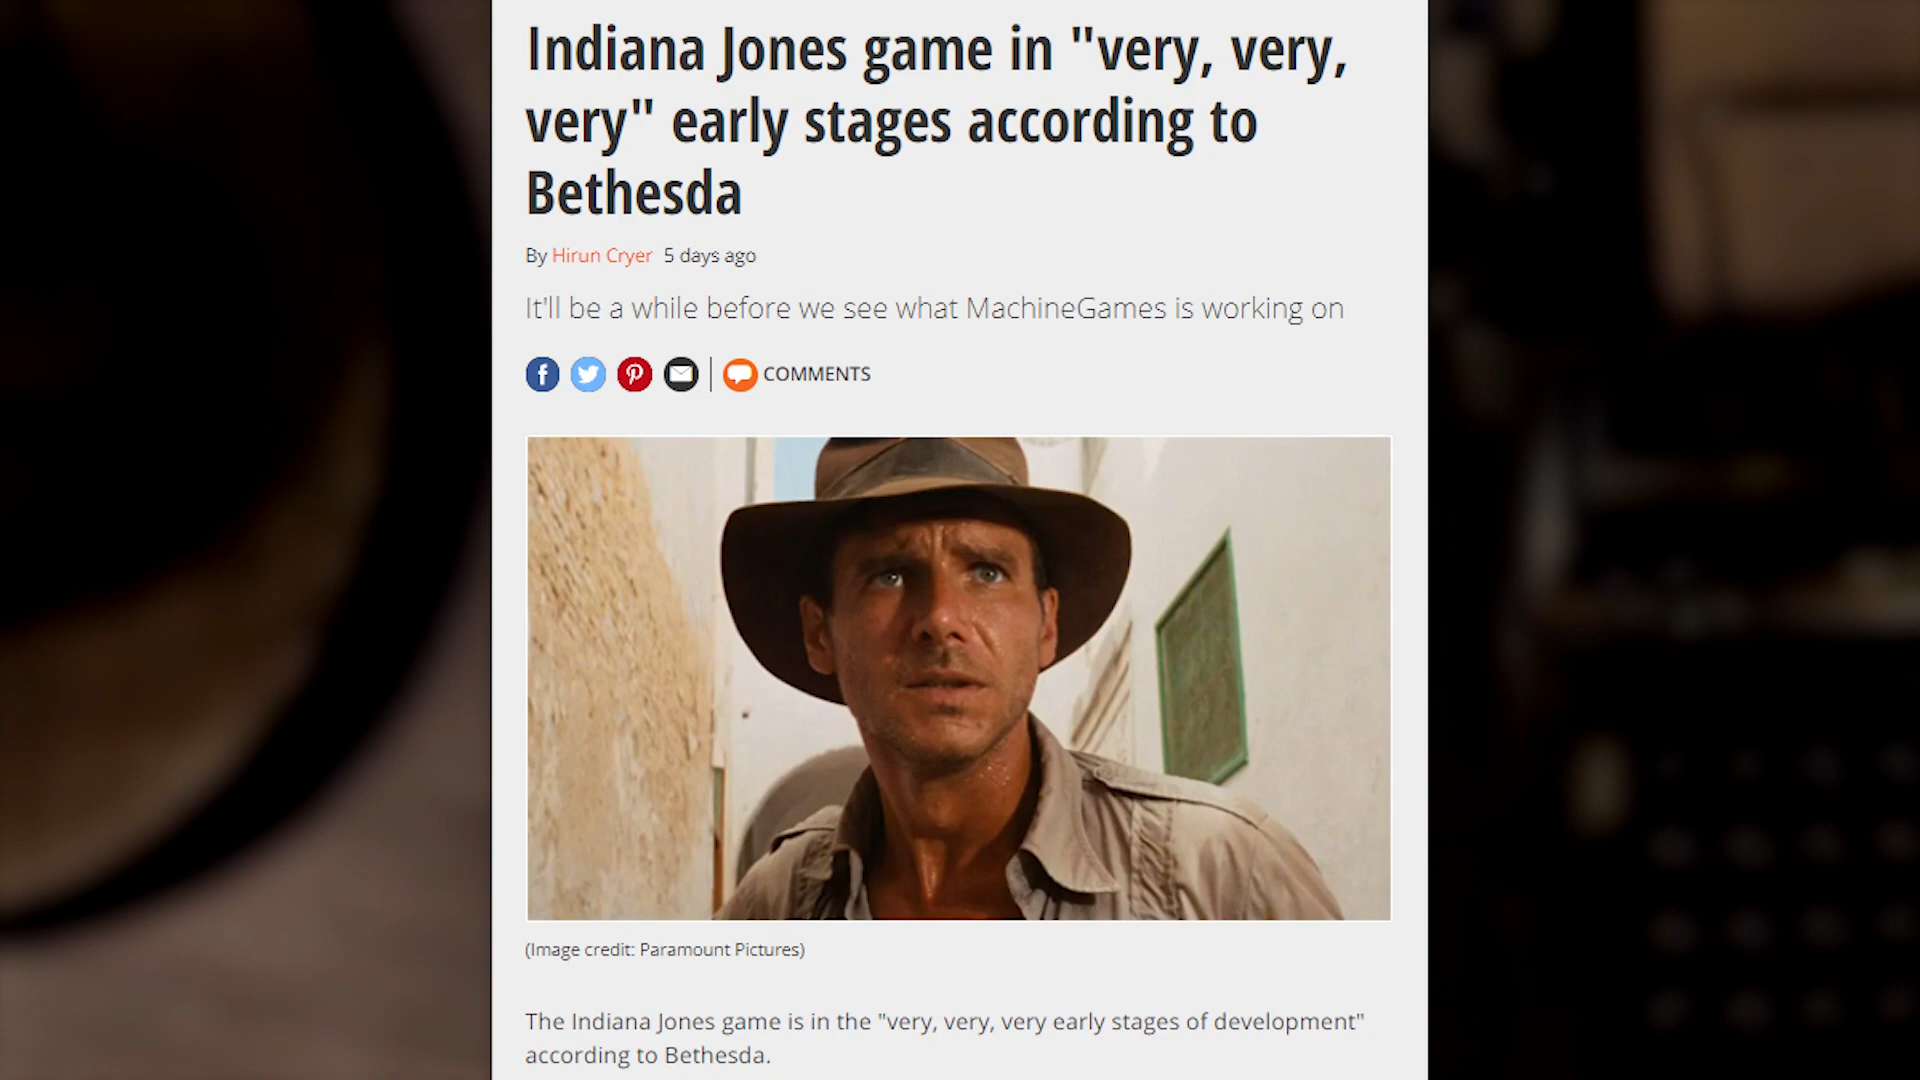 Indiana Jones game in "very, very,
very" early stages according to
Bethesda
By Hirun Cryer 5 days ago
It'll be a while before we see what MachineGames is working on
COMMENTS
(Image credit: Paramount Pictures)
The Indiana Jones game is in the "very, very, very early stages of development"
according to Bethesda.